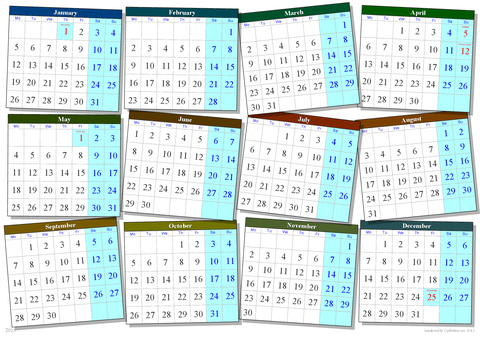 January
Mo Tu We Th Fr Sa Su
1 2 3 4
5 6 7 8 9 10 11
12 13 14 15 16 17 18
19 20 21 22 23 24 25
26 27 28 29 30 31
February
Mo Tu We Th Fr Sa Su
1
2 3 4 5 6 7 8
9 10 11 12 13 14 15
16 17 18 19 20 21 22
23 24 25 26 27 28
March
Mo Tu We Th Fr Sa Su
1
2 3 4 5 6 7 8
9 10 11 12 13 14 15
16 17 18 19 20 21 22
23 24 25 26 27 28 29
30 31
April
Mo Tu We Th Fr Sa Su
1 2 3 4 5
6 7 8 9 10 11 12
13 14 15 16 17 18 19
20 21 22 23 24 25 26
27 28 29 30
May
Mo Tu We Th Fr Sa Su
1 2 3
4 5 6 7 8 9 10
11 12 13 14 15 16 17
18 19 20 21 22 23 24
25 26 27 28 29 30 31
June
Mo Tu We Th Fr Sa Su
1 2 3 4 5 6 7
8 9 10 11 12 13 14
15 16 17 18 19 20 21
22 23 24 25 26 27 28
29 30
July
Mo Tu We Th Fr Sa Su
1 2 3 4 5
6 7 8 9 10 11 12
13 14 15 16 17 18 19
20 21 22 23 24 25 26
27 28 29 30 31
August
Mo Tu We Th Fr Sa Su
1 2
3 4 5 6 7 8 9
10 11 12 13 14 15 16
17 18 19 20 21 22 23
24 25 26 27 28 29 30
31
September
Mo Tu We Th Fr Sa Su
1 2 3 4 5 6
7 8 9 10 11 12 13
14 15 16 17 18 19 20
21 22 23 24 25 26 27
28 29 30
October
Mo Tu We Th Fr Sa Su
1 2 3 4
5 6 7 8 9 10 11
12 13 14 15 16 17 18
19 20 21 22 23 24 25
26 27 28 29 30 31
November
Mo Tu We Th Fr Sa Su
1
2 3 4 5 6 7 8
9 10 11 12 13 14 15
16 17 18 19 20 21 22
23 24 25 26 27 28 29
30
December
Mo Tu We Th Fr Sa Su
1 2 3 4 5 6
7 8 9 10 11 12 13
14 15 16 17 18 19 20
21 22 23 24 25 26 27
28 29 30 31